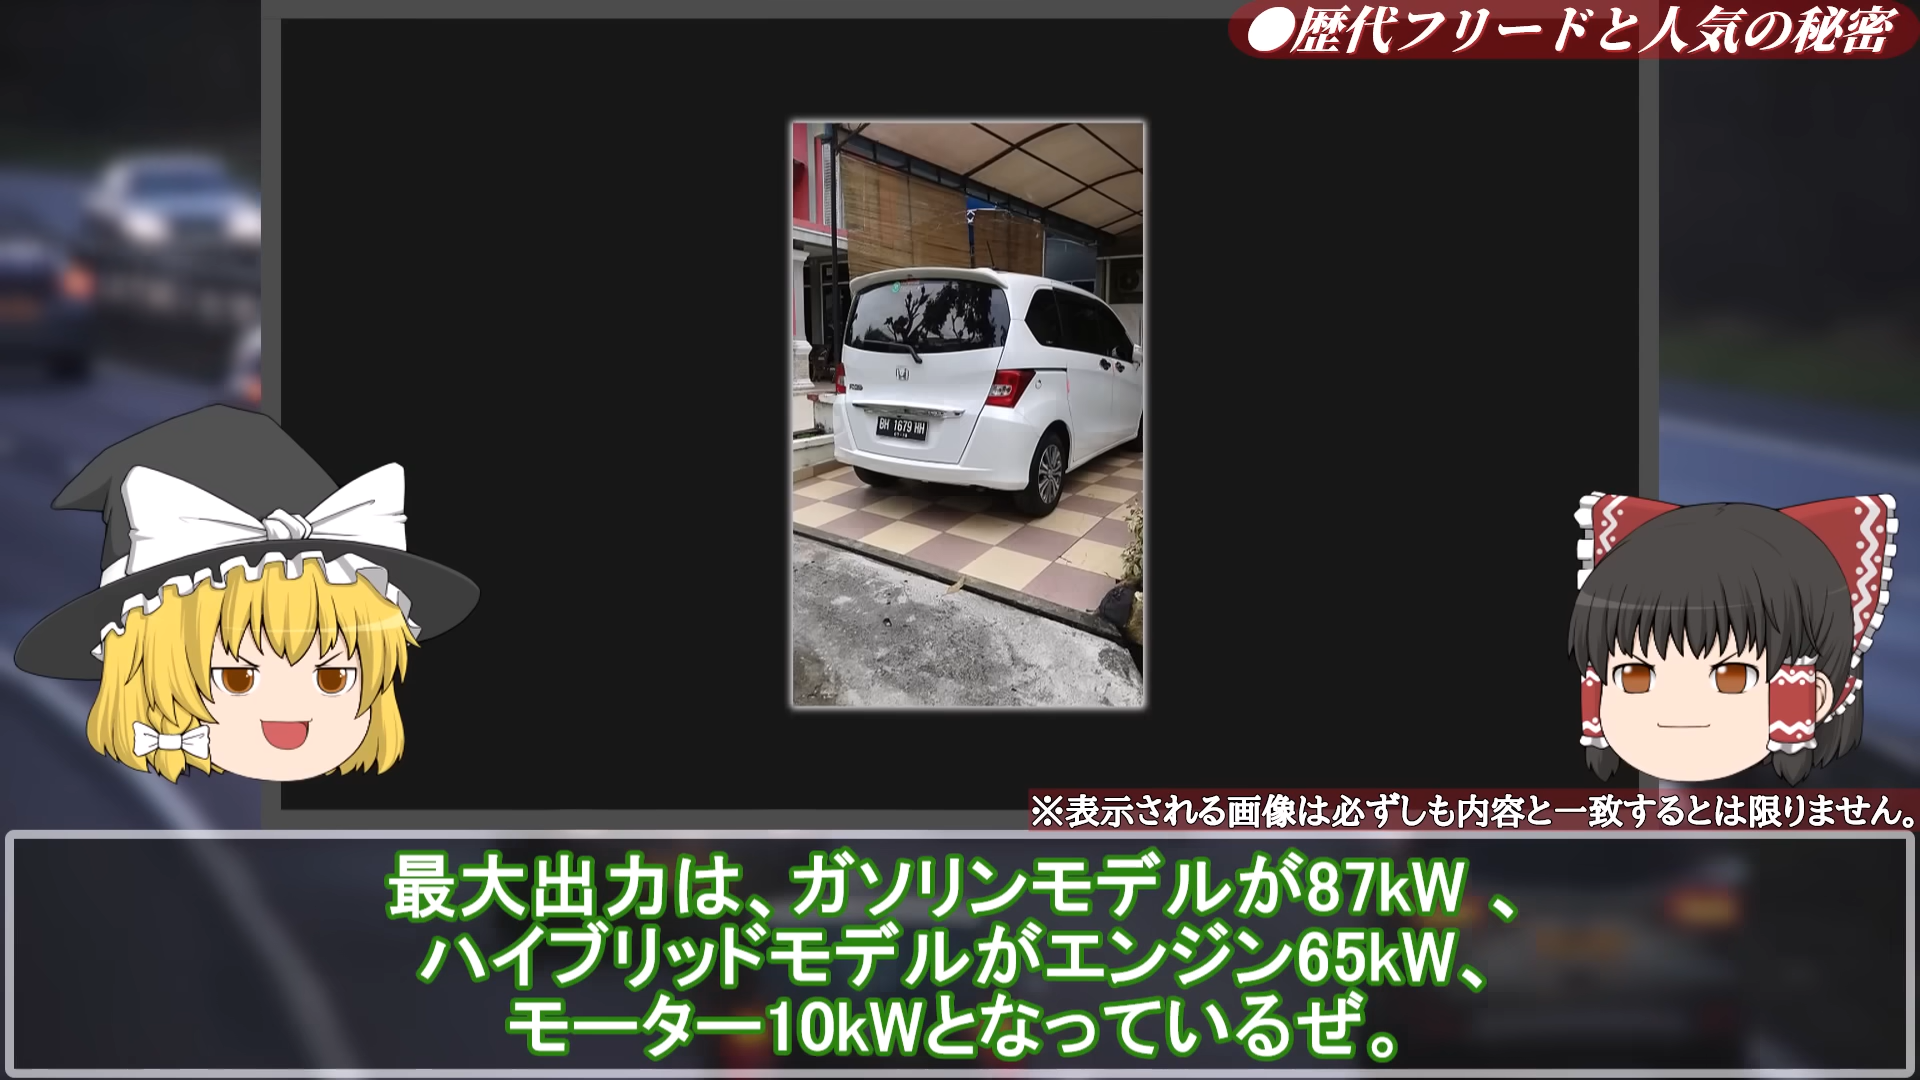 ●歴代フリードと人気の秘密
BH 1679 HH
※表示される画像は必ずしも内容と一致するとは限りません。
最大出力は、ガソリンモデルが87kW 、
ハイブリッドモデルがエンジン65kW、
モーター10kWとなっているぜ。